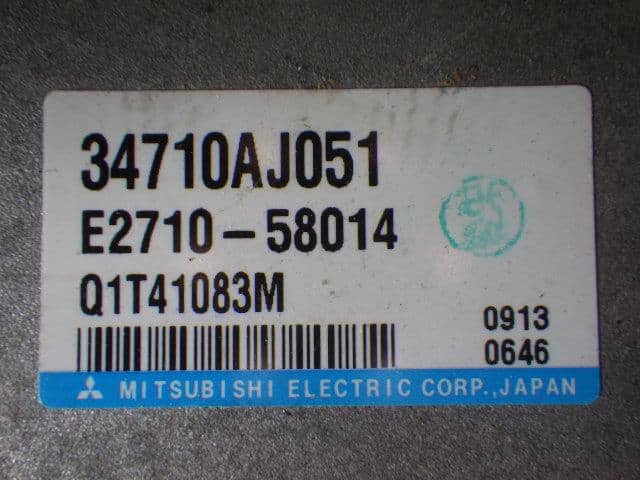 34710AJ051
E2710-58014
Q1T41083M
0913
0646
MITSUBISHI ELECTRIC CORP., JAPAN